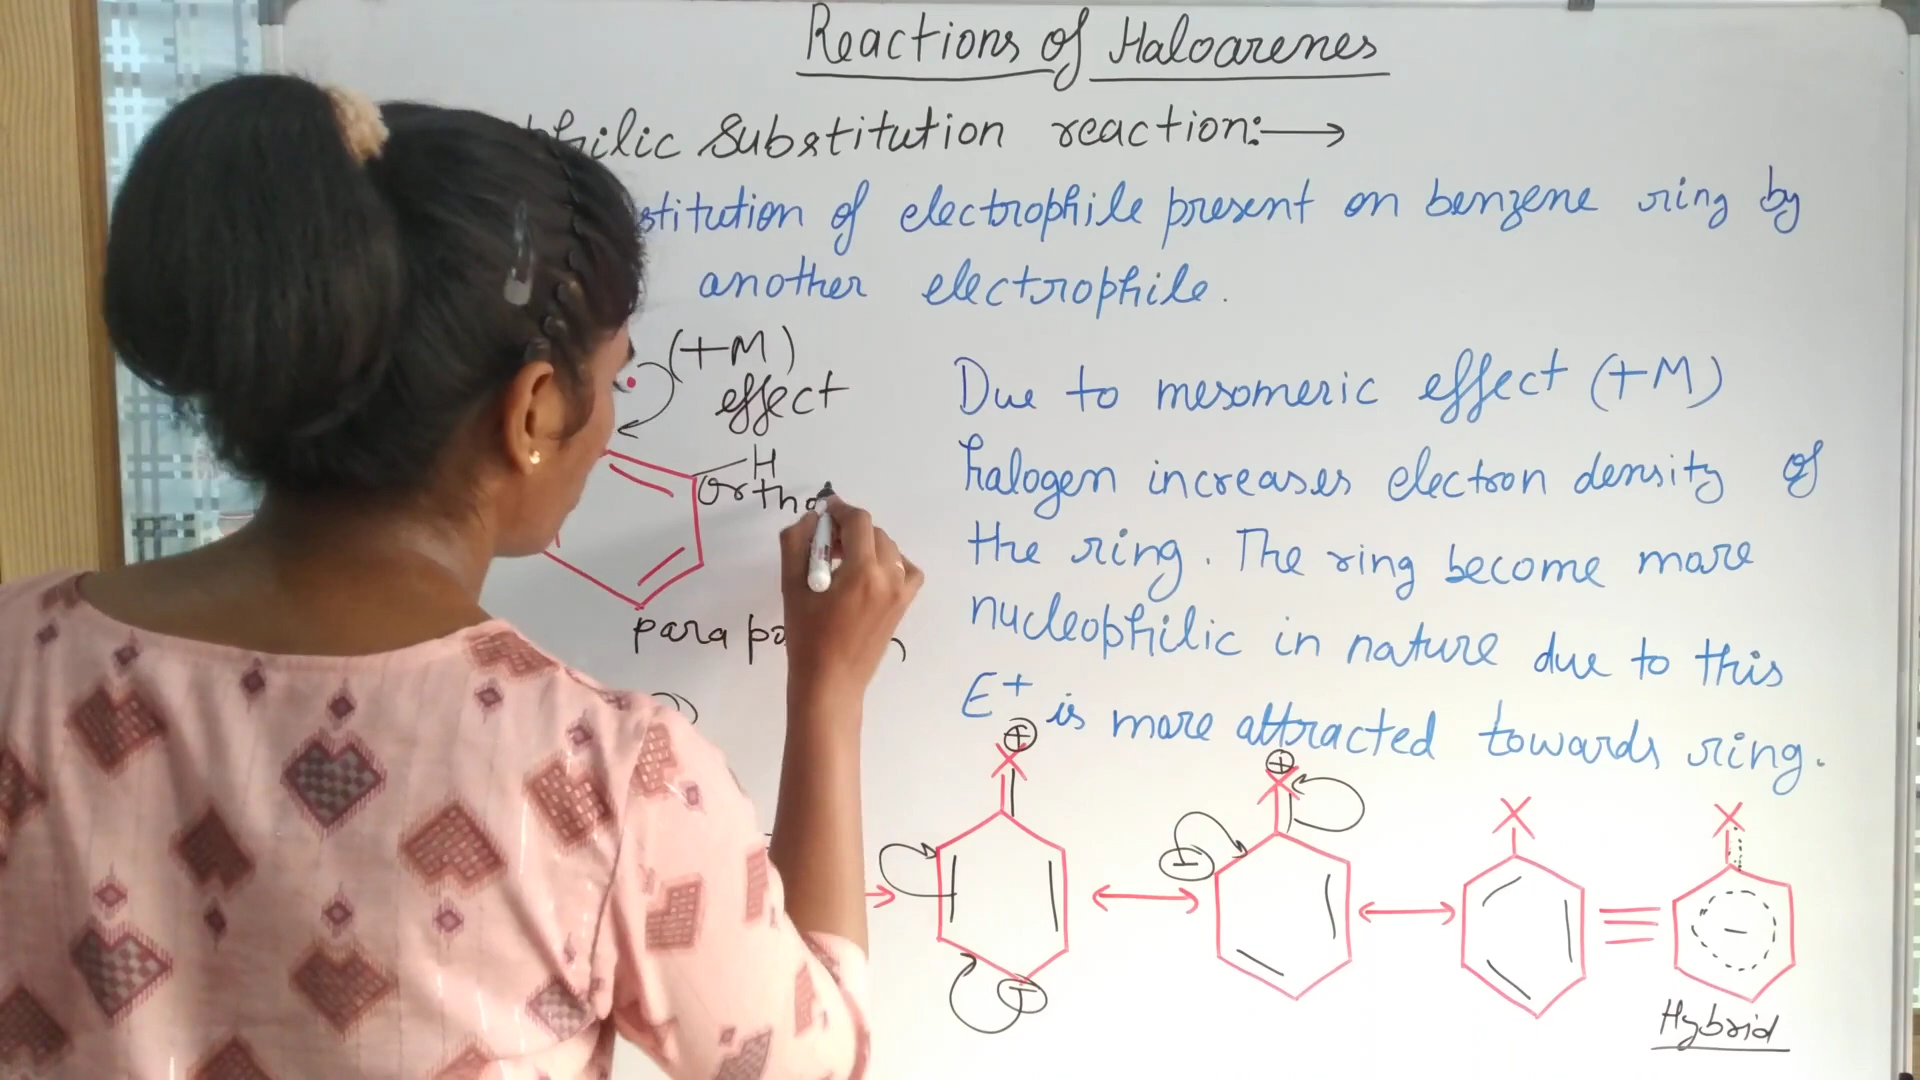 Reactions of Haloarenes
philic Substitution reaction:→
stitution of electrophile present on benzene ring by
another electrophile.
(+M)
effect
H
Ortho
para
Due to mesomeric effect (+M)
halogen increases electron density of
the ring. The ring become more
nucleophilic in nature due to this
E+ is more attracted towards ring.
⊕
X
⊖
⊕
X
⊖
X
X
−
Hybrid